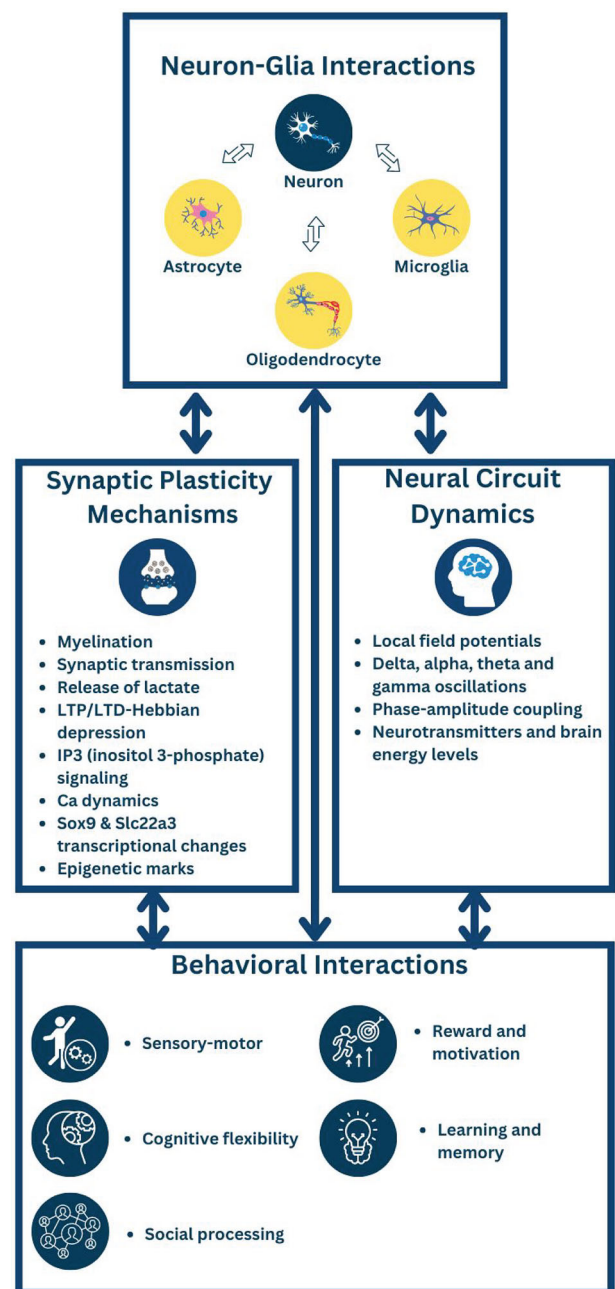 Neuron-Glia Interactions
Neuron
Astrocyte
Microglia
Oligodendrocyte
Synaptic Plasticity
Mechanisms
• Myelination
• Synaptic transmission
• Release of lactate
• LTP/LTD-Hebbian
depression
• IP3 (inositol 3-phosphate)
signaling
• Ca dynamics
• Sox9 & Slc22a3
transcriptional changes
• Epigenetic marks
Neural Circuit
Dynamics
• Local field potentials
• Delta, alpha, theta and
gamma oscillations
• Phase-amplitude coupling
• Neurotransmitters and brain
energy levels
Behavioral Interactions
• Sensory-motor
• Reward and
motivation
• Cognitive flexibility
• Learning and
memory
• Social processing